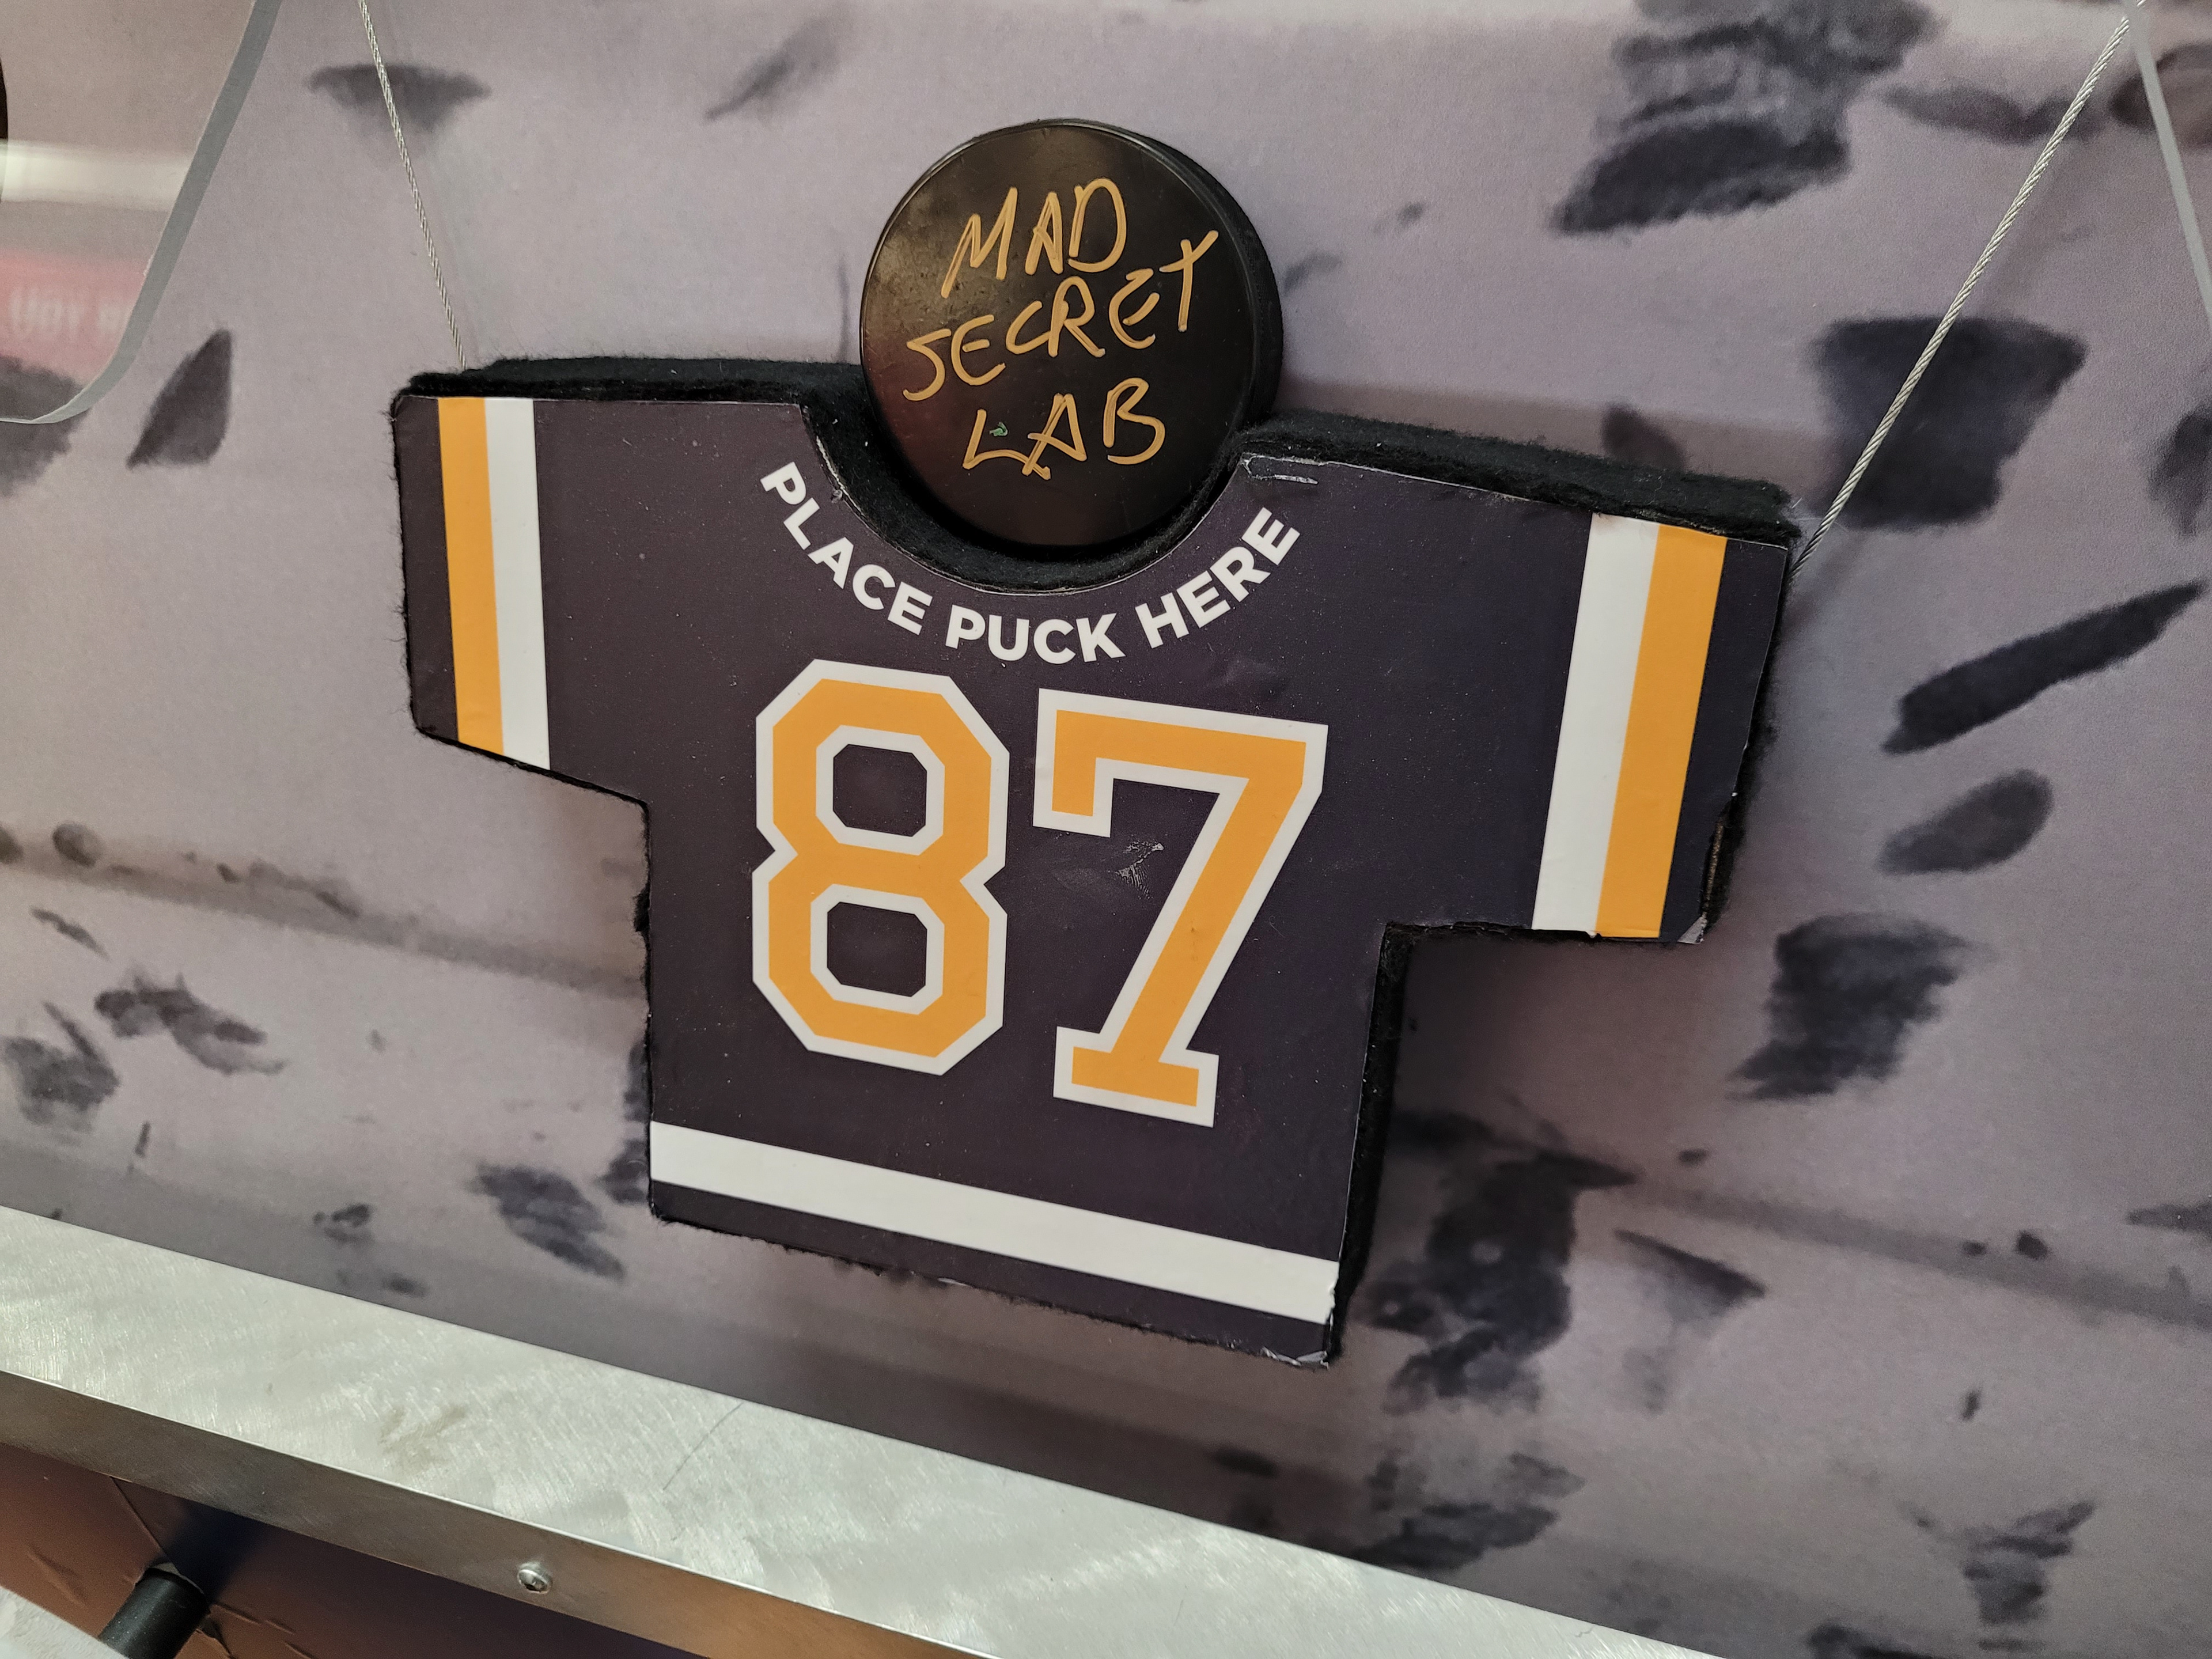 MAD
SECRET
LAB
PLACE PUCK HERE
87